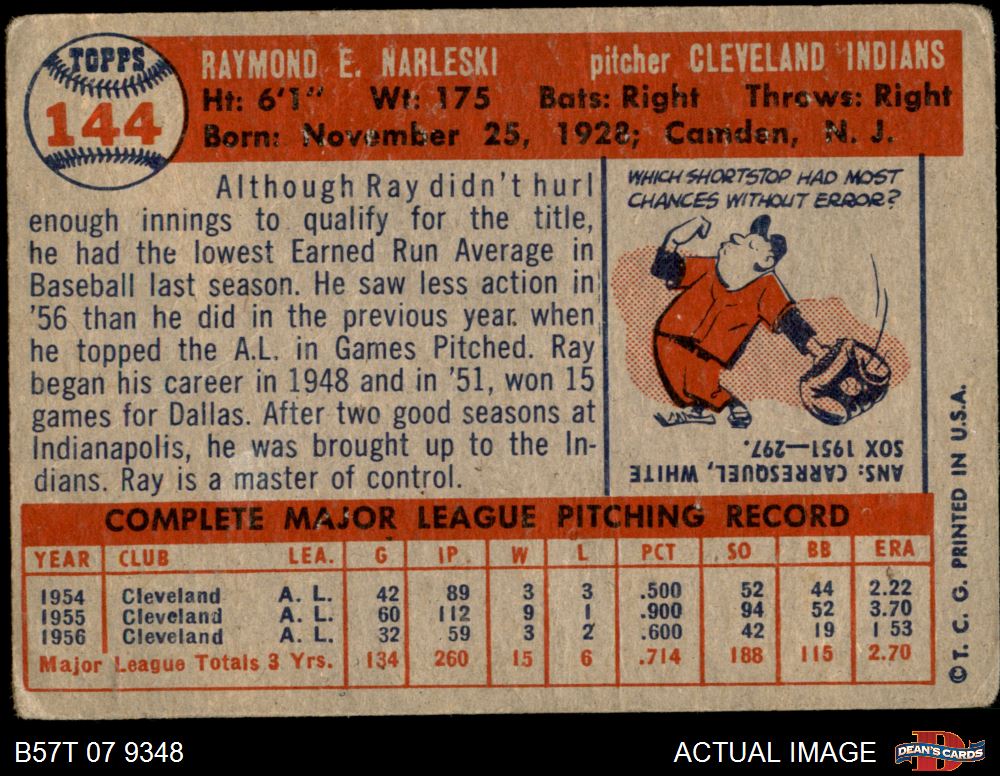 TOPPS
144
RAYMOND E. NARLESKI pitcher CLEVELAND INDIANS
Ht: 6'1" Wt: 175 Bats: Right Throws: Right
Born: November 25, 1928; Camden, N. J.
Although Ray didn't hurl
enough innings to qualify for the title,
he had the lowest Earned Run Average in
Baseball last season. He saw less action in
'56 than he did in the previous year. when
he topped the A.L. in Games Pitched. Ray
began his career in 1948 and in '51, won 15
games for Dallas. After two good seasons at
Indianapolis, he was brought up to the In-
dians. Ray is a master of control.
WHICH SHORTSTOP HAD MOST
CHANCES WITHOUT ERROR?
ANS: CARRESQUEL, WHITE
SOX 1951—297.
COMPLETE MAJOR LEAGUE PITCHING RECORD
YEAR CLUB LEA. G IP W L PCT SO BB ERA
1954 Cleveland A. L. 42 89 3 3 .500 52 44 2.22
1955 Cleveland A. L. 60 112 9 1 .900 94 52 3.70
1956 Cleveland A. L. 32 59 3 2 .600 42 19 1 53
Major League Totals 3 Yrs. 134 260 15 6 .714 188 115 2.70
© T. C. G. PRINTED IN U.S.A.
B57T 07 9348 ACTUAL IMAGE DEAN'S CARDS